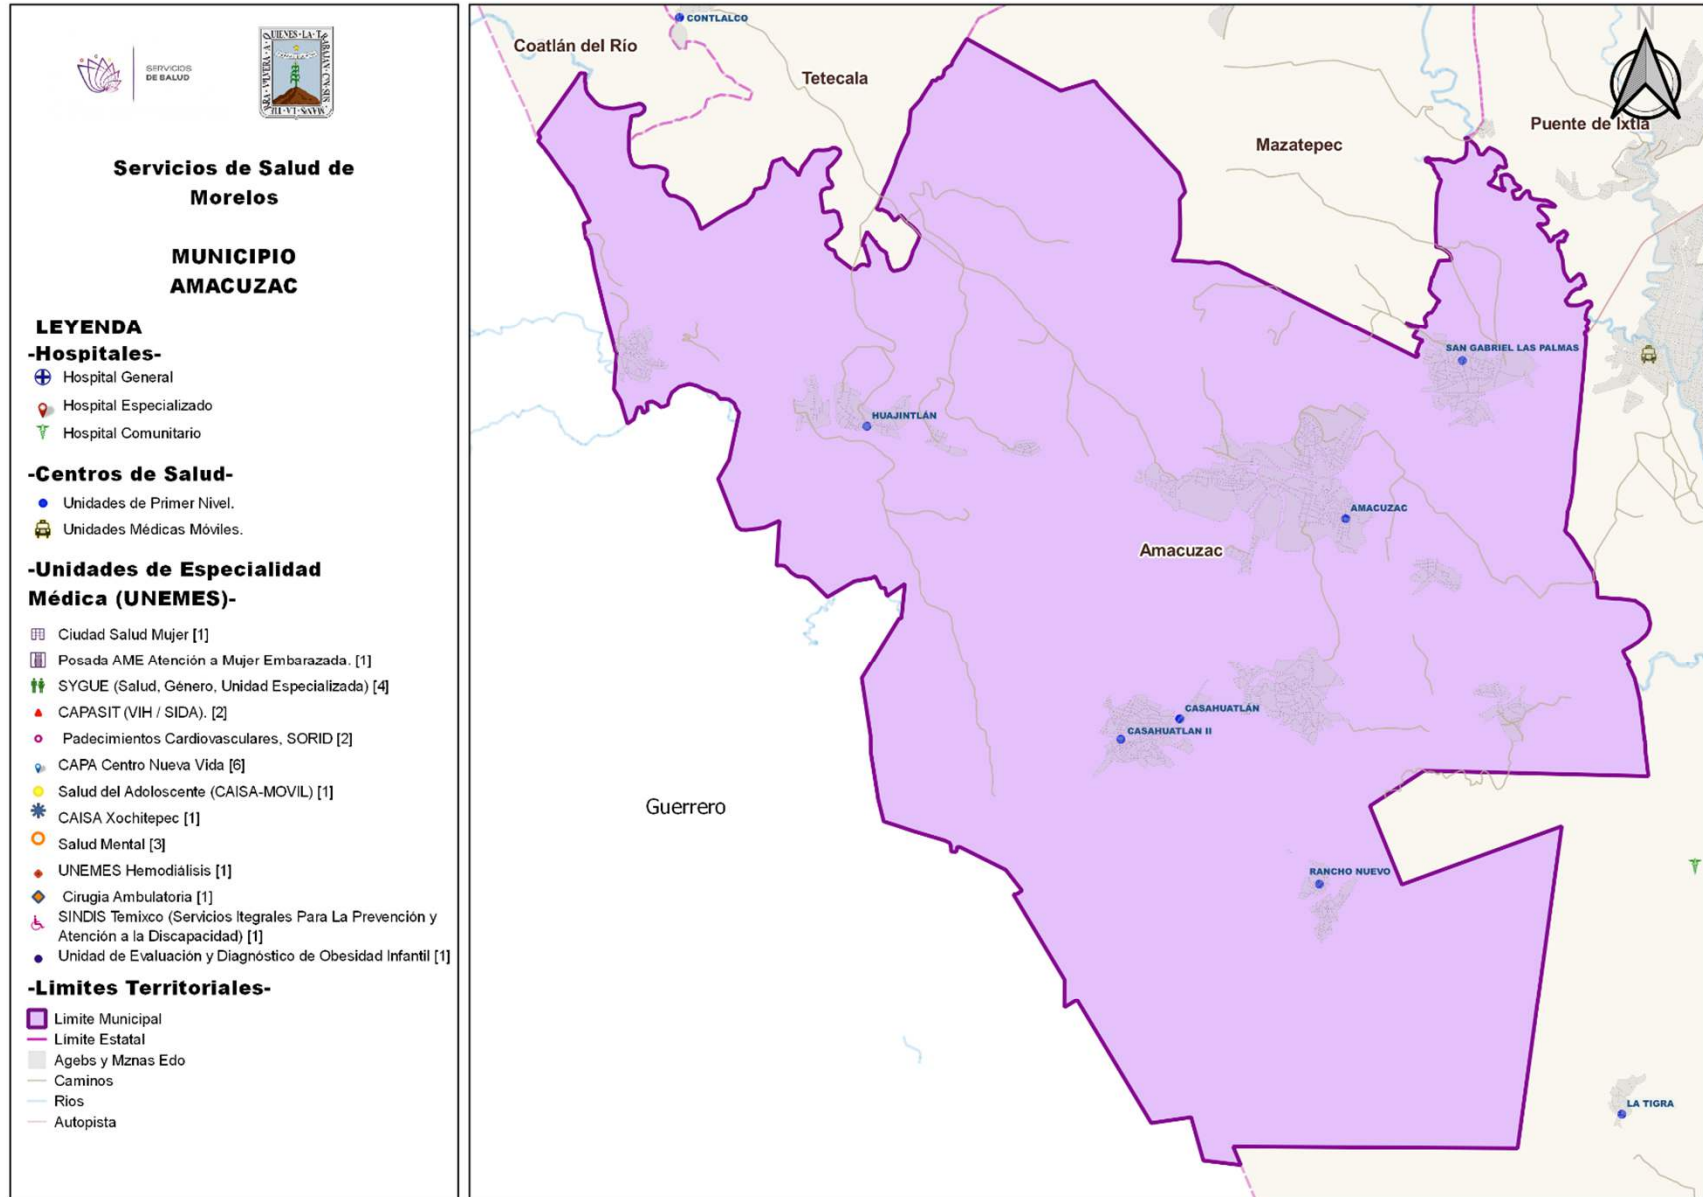 SERVICIOS
DE SALUD
Servicios de Salud de
Morelos
MUNICIPIO
AMACUZAC
LEYENDA
-Hospitales-
Hospital General
Hospital Especializado
Hospital Comunitario
-Centros de Salud-
Unidades de Primer Nivel.
Unidades Médicas Móviles.
-Unidades de Especialidad
Médica (UNEMES)-
Ciudad Salud Mujer [1]
Posada AME Atención a Mujer Embarazada. [1]
SYGUE (Salud, Género, Unidad Especializada) [4]
CAPASIT (VIH / SIDA). [2]
Padecimientos Cardiovasculares, SORID [2]
CAPA Centro Nueva Vida [6]
Salud del Adoloscente (CAISA-MOVIL) [1]
CAISA Xochitepec [1]
Salud Mental [3]
UNEMES Hemodiálisis [1]
Cirugia Ambulatoria [1]
SINDIS Temixco (Servicios Itegrales Para La Prevención y
Atención a la Discapacidad) [1]
Unidad de Evaluación y Diagnóstico de Obesidad Infantil [1]
-Limites Territoriales-
Limite Municipal
Límite Estatal
Agebs y Mznas Edo
Caminos
Rios
Autopista
CONTLALCO
N
Coatlán del Río
Tetecala
Puente de Ixtla
Mazatepec
SAN GABRIEL LAS PALMAS
HUAJINTLÁN
AMACUZAC
Amacuzac
CASAHUATLÁN
CASAHUATLAN II
Guerrero
RANCHO NUEVO
LA TIGRA